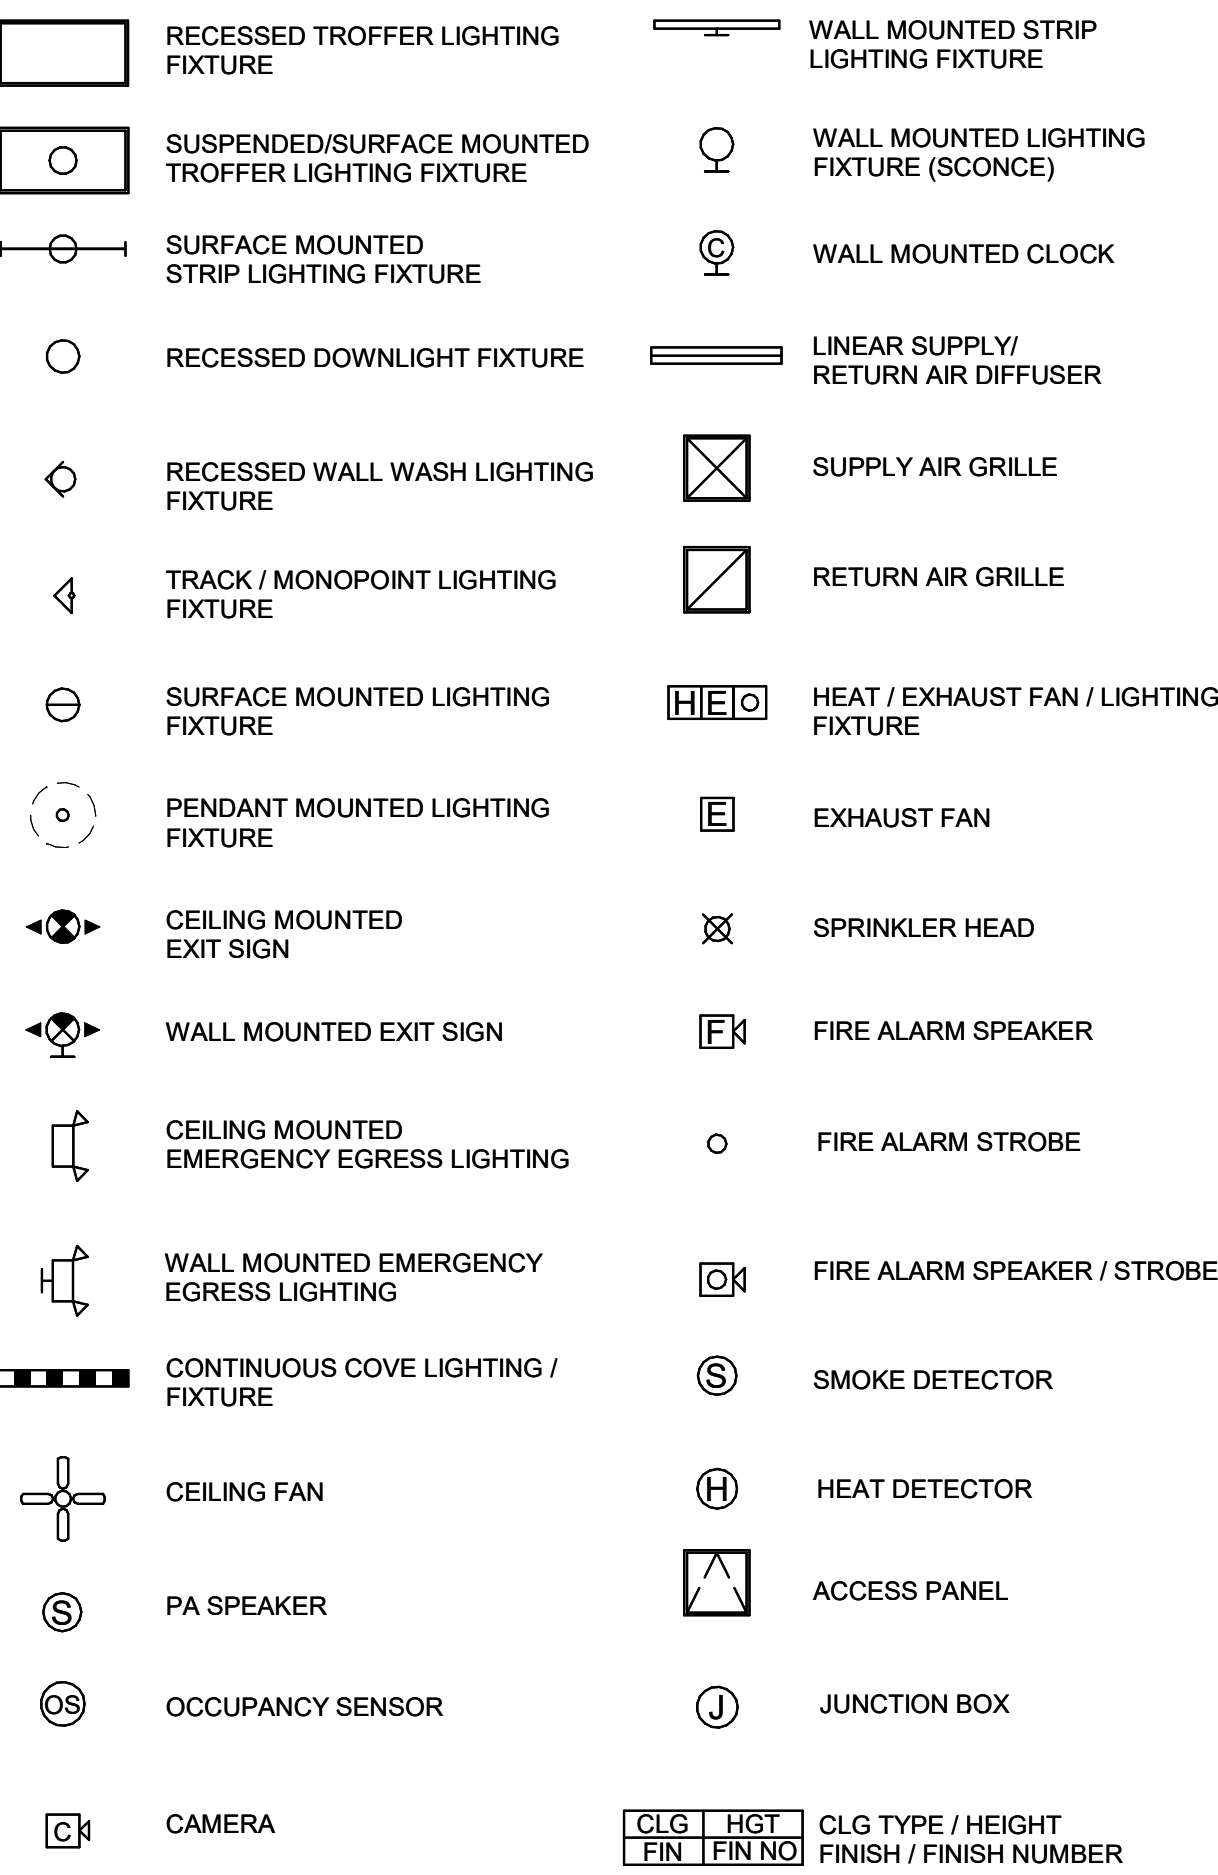 RECESSED TROFFER LIGHTING
FIXTURE
SUSPENDED/SURFACE MOUNTED
TROFFER LIGHTING FIXTURE
SURFACE MOUNTED
STRIP LIGHTING FIXTURE
RECESSED DOWNLIGHT FIXTURE
RECESSED WALL WASH LIGHTING
FIXTURE
TRACK / MONOPOINT LIGHTING
FIXTURE
SURFACE MOUNTED LIGHTING
FIXTURE
PENDANT MOUNTED LIGHTING
FIXTURE
CEILING MOUNTED
EXIT SIGN
WALL MOUNTED EXIT SIGN
CEILING MOUNTED
EMERGENCY EGRESS LIGHTING
WALL MOUNTED EMERGENCY
EGRESS LIGHTING
CONTINUOUS COVE LIGHTING /
FIXTURE
CEILING FAN
S PA SPEAKER
OS OCCUPANCY SENSOR
C CAMERA
WALL MOUNTED STRIP
LIGHTING FIXTURE
WALL MOUNTED LIGHTING
FIXTURE (SCONCE)
C WALL MOUNTED CLOCK
LINEAR SUPPLY/
RETURN AIR DIFFUSER
SUPPLY AIR GRILLE
RETURN AIR GRILLE
H E HEAT / EXHAUST FAN / LIGHTING
FIXTURE
E EXHAUST FAN
SPRINKLER HEAD
F FIRE ALARM SPEAKER
FIRE ALARM STROBE
FIRE ALARM SPEAKER / STROBE
S SMOKE DETECTOR
H HEAT DETECTOR
ACCESS PANEL
J JUNCTION BOX
CLG HGT CLG TYPE / HEIGHT
FIN FIN NO FINISH / FINISH NUMBER